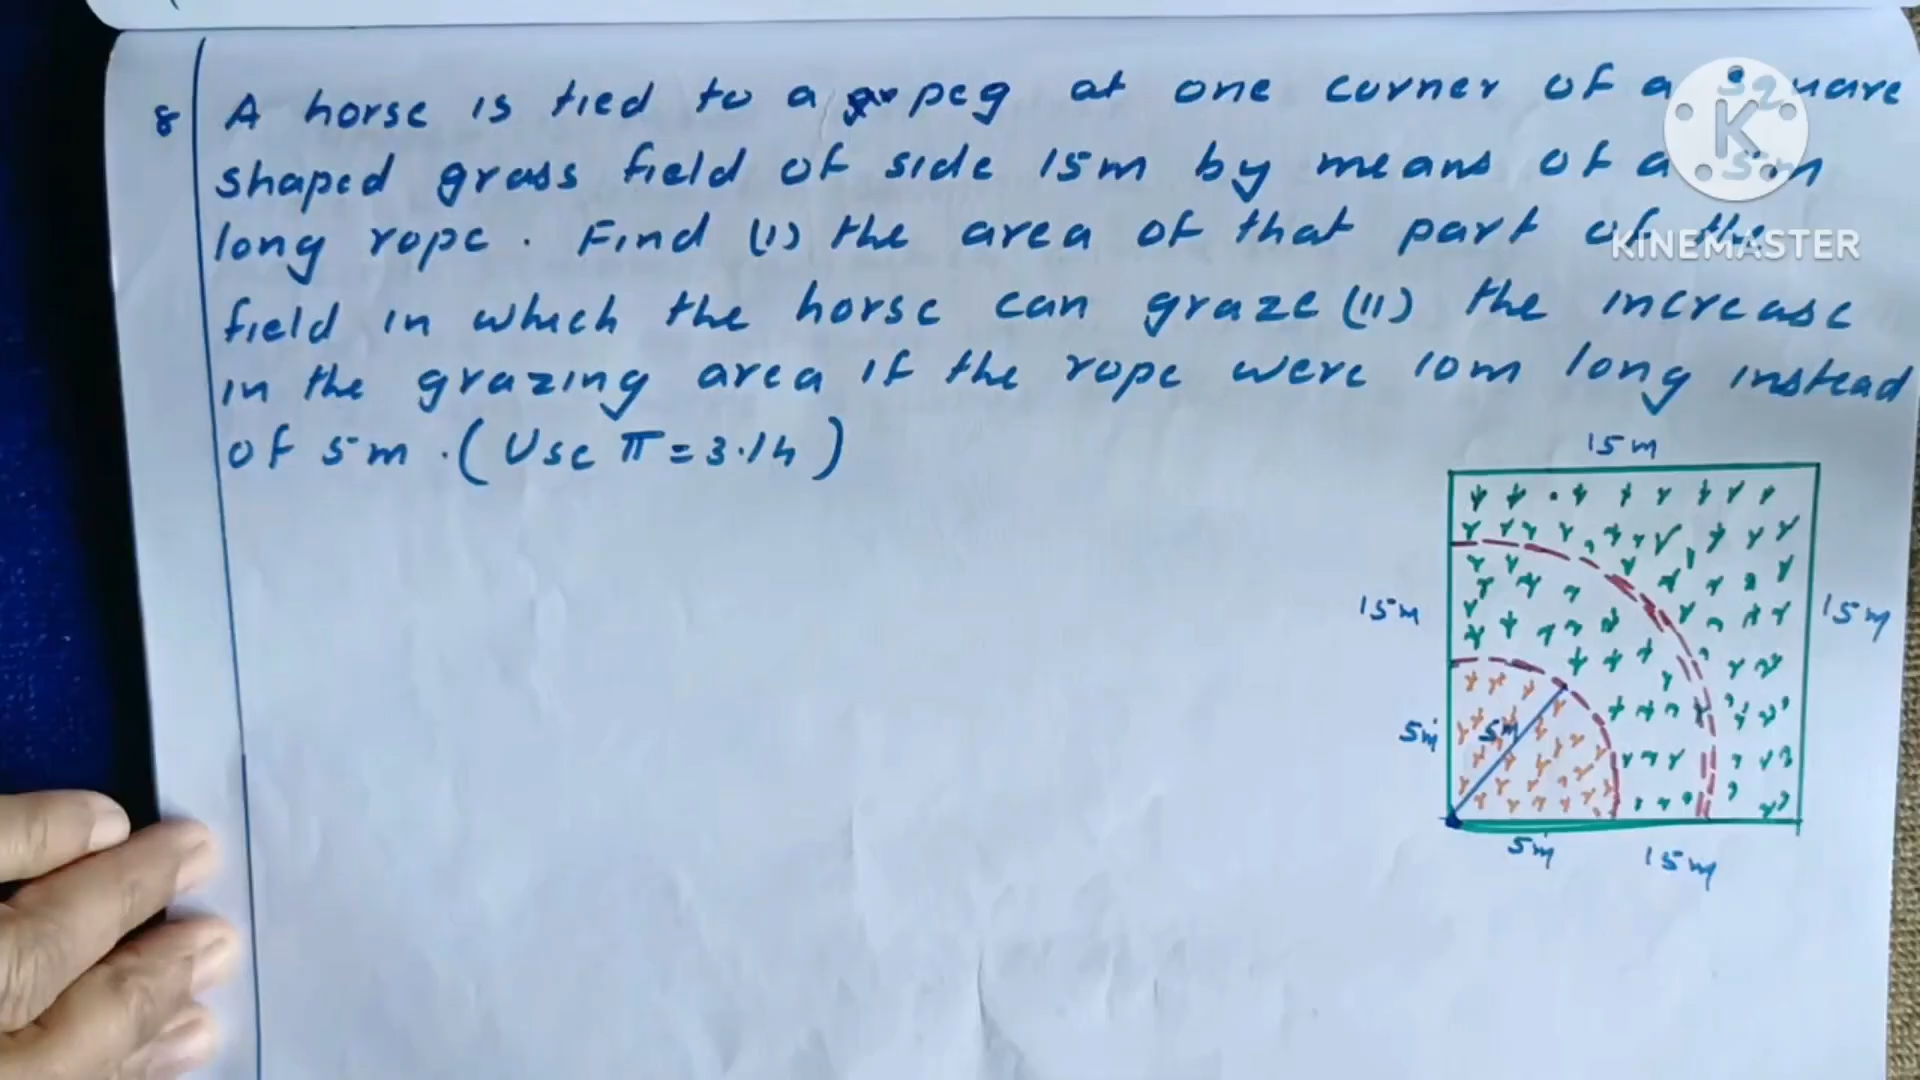 8 A horse is tied to a peg at one corner of a square
shaped grass field of side 15m by means of a 5m
long rope. Find (i) the area of that part of the
field in which the horse can graze (ii) the increase
in the grazing area if the rope were 10m long instead
of 5m. (Use π = 3.14)
15m
15m
15m
5m
5m
5m
15m
K
KINEMASTER